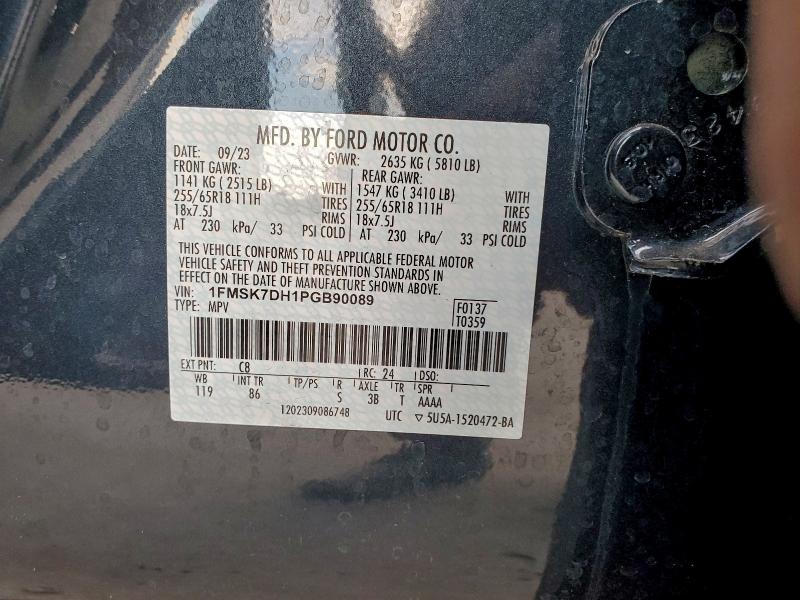 MFD. BY FORD MOTOR CO.
DATE: 09/23 GVWR: 2635 KG ( 5810 LB)
FRONT GAWR: REAR GAWR:
1141 KG ( 2515 LB) WITH 1547 KG ( 3410 LB) WITH
255/65R18 111H TIRES 255/65R18 111H TIRES
18x7.5J RIMS 18x7.5J RIMS
AT 230 kPa/ 33 PSI COLD AT 230 kPa/ 33 PSI COLD
THIS VEHICLE CONFORMS TO ALL APPLICABLE FEDERAL MOTOR
VEHICLE SAFETY AND THEFT PREVENTION STANDARDS IN
EFFECT ON THE DATE OF MANUFACTURE SHOWN ABOVE.
VIN: 1FMSK7DH1PGB90089 F0137
TYPE: MPV T0359
EXT PNT: C8 RC: 24 DSO:
WB INT TR TP/PS R AXLE TR SPR
119 86 S 3B T AAAA
1202309086748 UTC ▽ 5U5A-1520472-BA